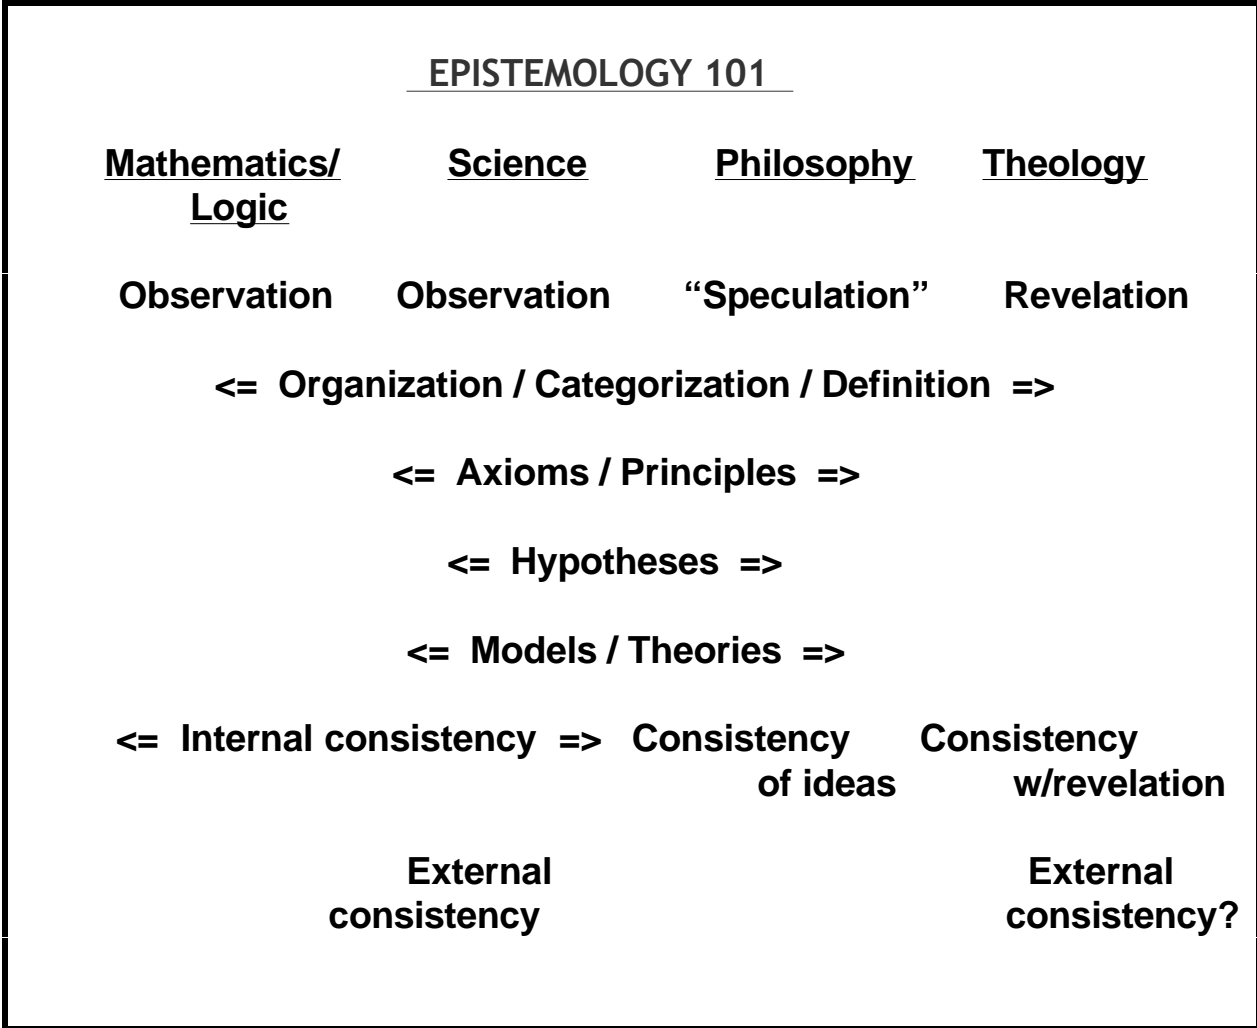 EPISTEMOLOGY 101
Mathematics/ Science Philosophy Theology
Logic
Observation Observation “Speculation” Revelation
<= Organization / Categorization / Definition =>
<= Axioms / Principles =>
<= Hypotheses =>
<= Models / Theories =>
<= Internal consistency => Consistency Consistency
of ideas w/revelation
External External
consistency consistency?